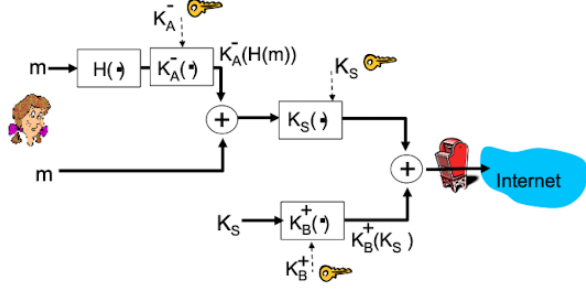 K_A^-
m
H(·)
K_A^-(·)
K_A^-(H(m))
K_S
+
K_S(·)
m
+
Internet
K_S
K_B^+(·)
K_B^+(K_S )
K_B^+